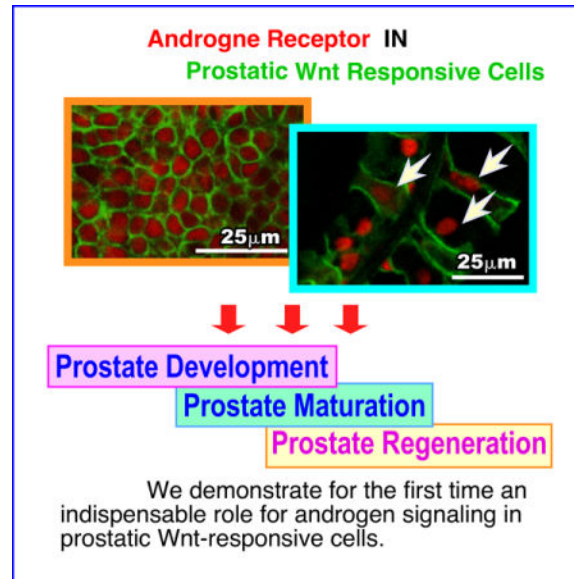 Androgne Receptor IN
Prostatic Wnt Responsive Cells
25μm
25μm
Prostate Development
Prostate Maturation
Prostate Regeneration
We demonstrate for the first time an
indispensable role for androgen signaling in
prostatic Wnt-responsive cells.